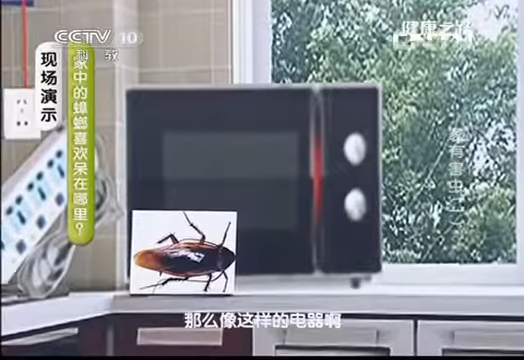 CCTV 10
科教
健康之路
现场演示
家中的蟑螂喜欢呆在哪里？
家有害虫
那么像这样的电器啊